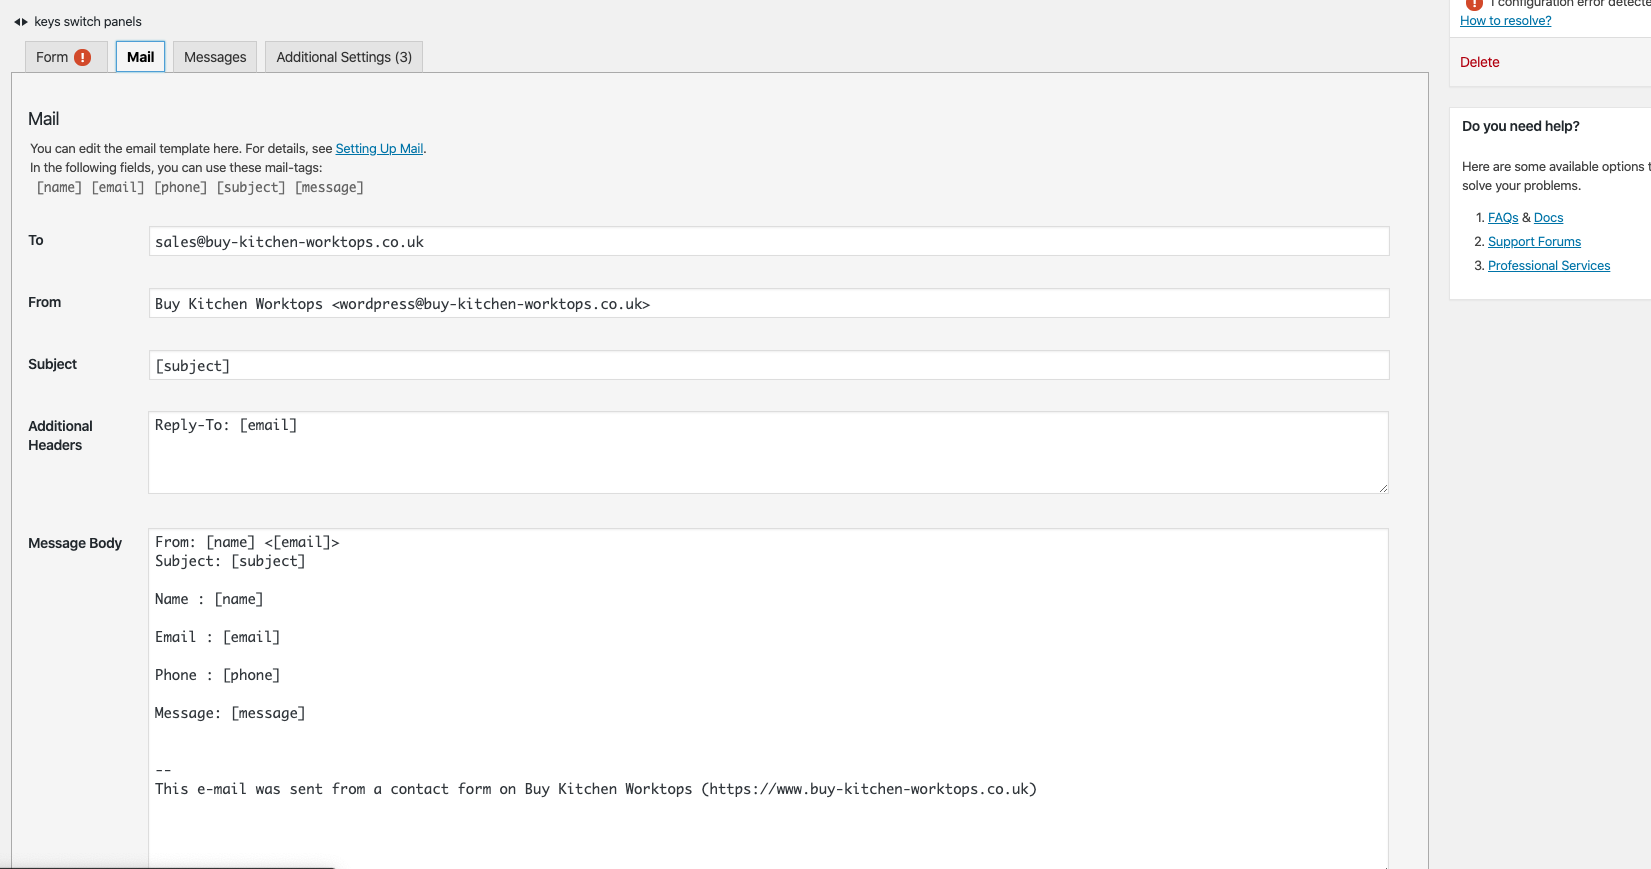 keys switch panels
Form
Mail
Messages
Additional Settings (3)
Mail
You can edit the email template here. For details, see Setting Up Mail.
In the following fields, you can use these mail-tags:
[name] [email] [phone] [subject] [message]
To
sales@buy-kitchen-worktops.co.uk
From
Buy Kitchen Worktops <wordpress@buy-kitchen-worktops.co.uk>
Subject
[subject]
Additional
Headers
Reply-To: [email]
Message Body
From: [name] <[email]>
Subject: [subject]
Name : [name]
Email : [email]
Phone : [phone]
Message: [message]
--
This e-mail was sent from a contact form on Buy Kitchen Worktops (https://www.buy-kitchen-worktops.co.uk)
1 configuration error detecte
How to resolve?
Delete
Do you need help?
Here are some available options t
solve your problems.
1. FAQs & Docs
2. Support Forums
3. Professional Services